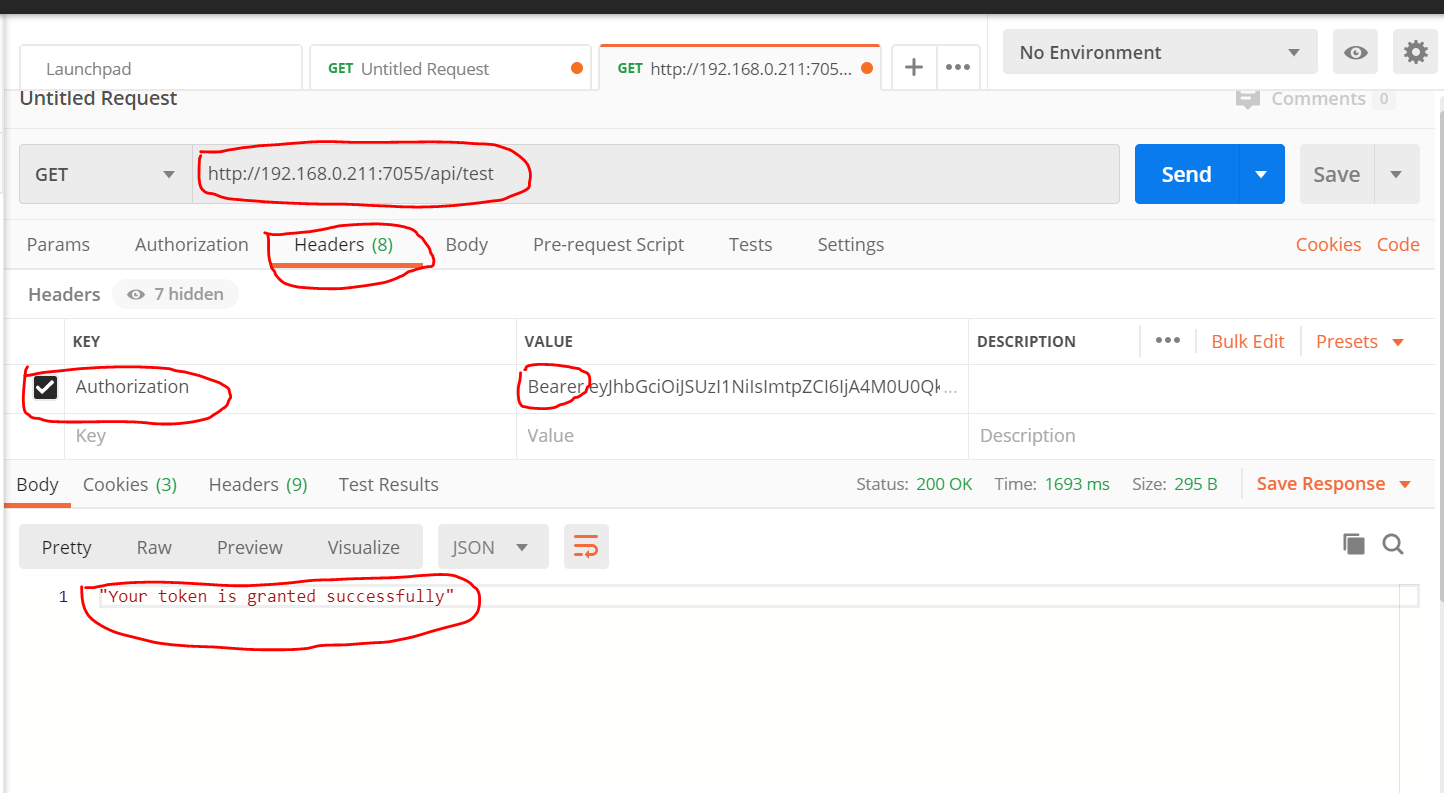 Launchpad
GET Untitled Request
GET http://192.168.0.211:705...
No Environment
Untitled Request
Comments 0
GET
http://192.168.0.211:7055/api/test
Send
Save
Params Authorization Headers (8) Body Pre-request Script Tests Settings Cookies Code
Headers 7 hidden
KEY VALUE DESCRIPTION ••• Bulk Edit Presets
Authorization Bearer eyJhbGciOiJSUzI1NiIsImtpZCI6IjA4M0U0Qk...
Key Value Description
Body Cookies (3) Headers (9) Test Results Status: 200 OK Time: 1693 ms Size: 295 B Save Response
Pretty Raw Preview Visualize JSON
1 "Your token is granted successfully"